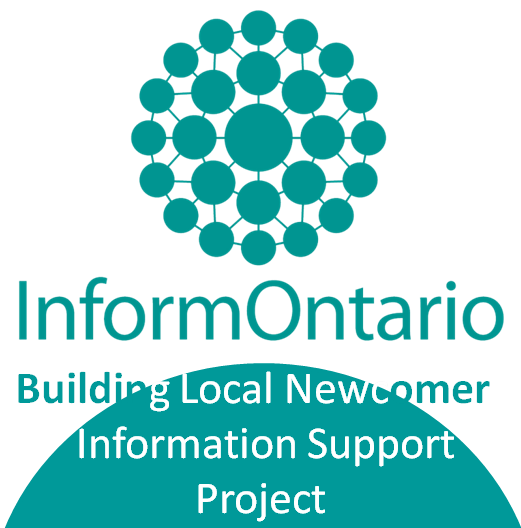 InformOntario
Building Local Newcomer
Information Support
Project